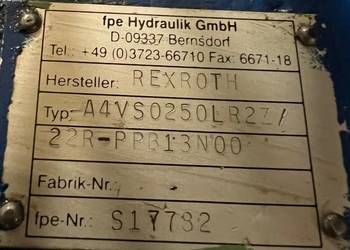 fpe Hydraulik GmbH
D-09337 Bernsdorf
Tel.: +49 (0)3723-66710 Fax: 6671-18
Hersteller: REXROTH
Typ: A4VSO250LR2Z/
22R-PPB13N00
Fabrik-Nr.:
fpe-Nr.: S17782